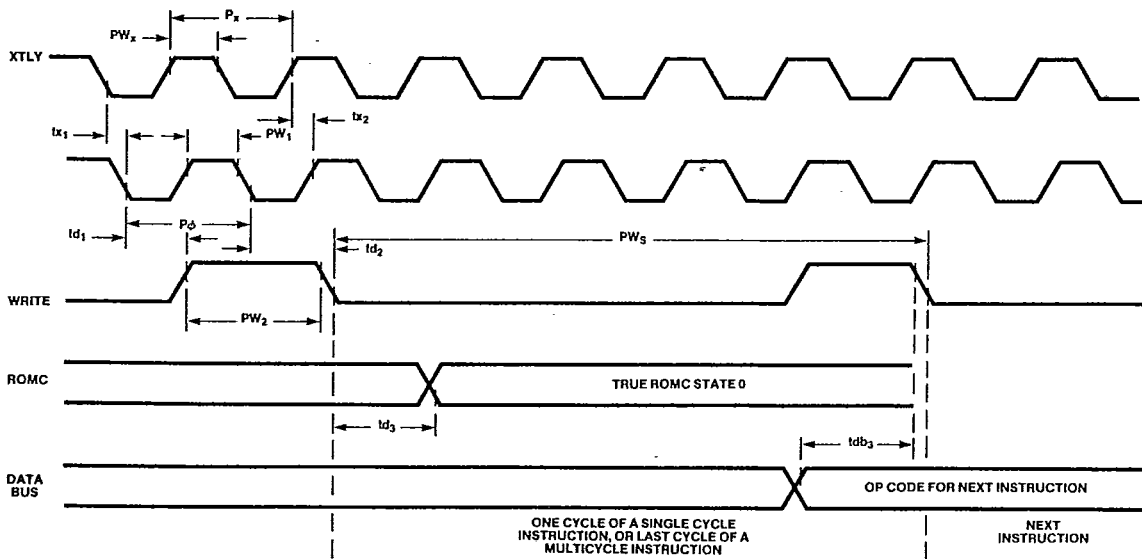 Px
PWx
XTLY
tx1
tx2
PW1
Pϕ
td1
td2
PWS
WRITE
PW2
ROMC
TRUE ROMC STATE 0
td3
tdb3
DATA
BUS
OP CODE FOR NEXT INSTRUCTION
ONE CYCLE OF A SINGLE CYCLE
INSTRUCTION, OR LAST CYCLE OF A
MULTICYCLE INSTRUCTION
NEXT
INSTRUCTION